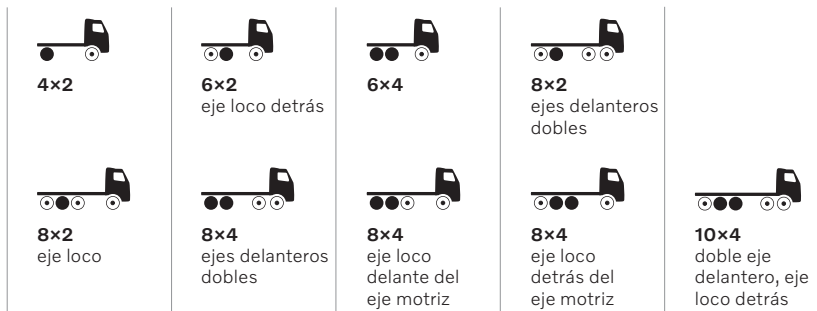 4×2
6×2
eje loco detrás
6×4
8×2
ejes delanteros
dobles
8×2
eje loco
8×4
ejes delanteros
dobles
8×4
eje loco
delante del
eje motriz
8×4
eje loco
detrás del
eje motriz
10×4
doble eje
delantero, eje
loco detrás